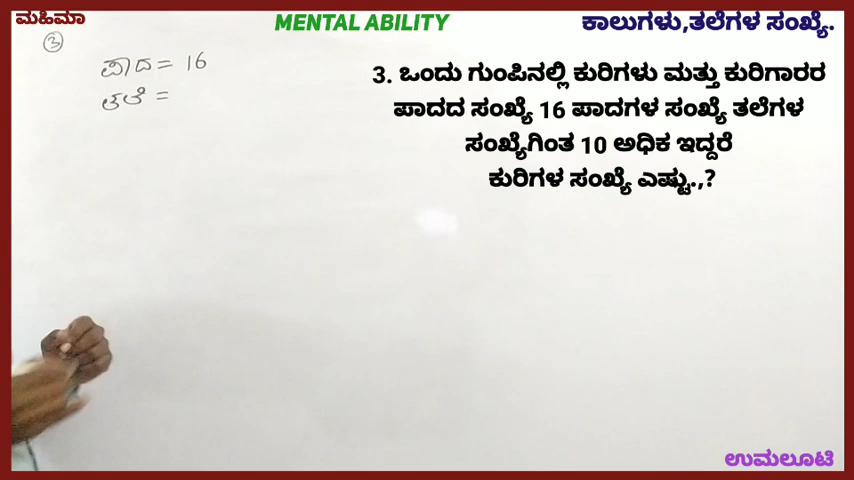 ಮಹಿಮಾ
MENTAL ABILITY
ಕಾಲುಗಳು,ತಲೆಗಳ ಸಂಖ್ಯೆ.
3
ಪಾದ = 16
ತಲೆ =
3. ಒಂದು ಗುಂಪಿನಲ್ಲಿ ಕುರಿಗಳು ಮತ್ತು ಕುರಿಗಾರರ
ಪಾದದ ಸಂಖ್ಯೆ 16 ಪಾದಗಳ ಸಂಖ್ಯೆ ತಲೆಗಳ
ಸಂಖ್ಯೆಗಿಂತ 10 ಅಧಿಕ ಇದ್ದರೆ
ಕುರಿಗಳ ಸಂಖ್ಯೆ ಎಷ್ಟು.,?
ಉಮಲೂಟಿ